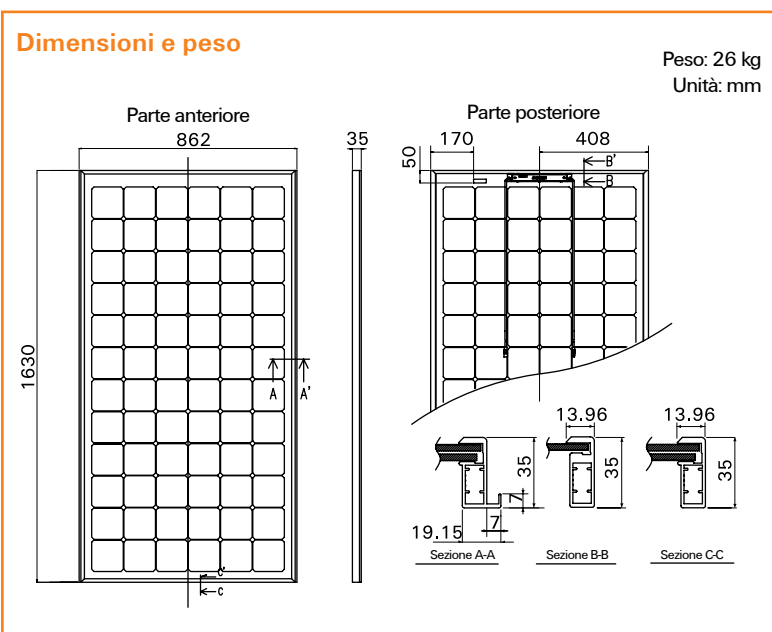 Dimensioni e peso
Peso: 26 kg
Unità: mm
Parte anteriore
862
35
1630
A
A'
C'
C
Parte posteriore
170
408
50
B'
B
35
7
7
19.15
Sezione A-A
13.96
35
Sezione B-B
13.96
35
Sezione C-C